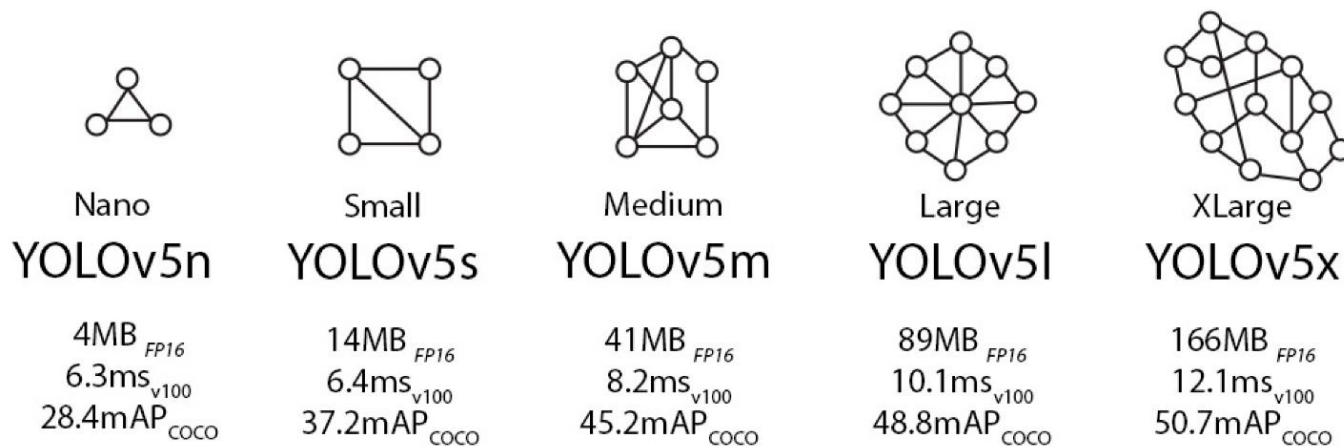 Nano Small Medium Large XLarge
YOLOv5n YOLOv5s YOLOv5m YOLOv5l YOLOv5x
4MB FP16 14MB FP16 41MB FP16 89MB FP16 166MB FP16
6.3ms v100 6.4ms v100 8.2ms v100 10.1ms v100 12.1ms v100
28.4mAP COCO 37.2mAP COCO 45.2mAP COCO 48.8mAP COCO 50.7mAP COCO